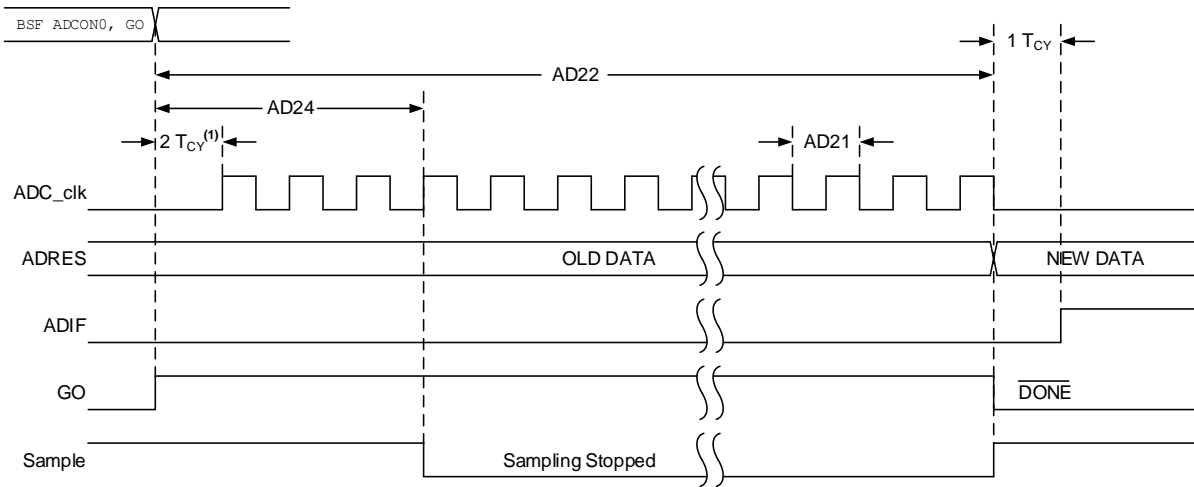 BSF ADCON0, GO
1 TCY
AD22
AD24
2 TCY(1)
AD21
ADC_clk
ADRES
OLD DATA
NEW DATA
ADIF
GO
DONE
Sample
Sampling Stopped